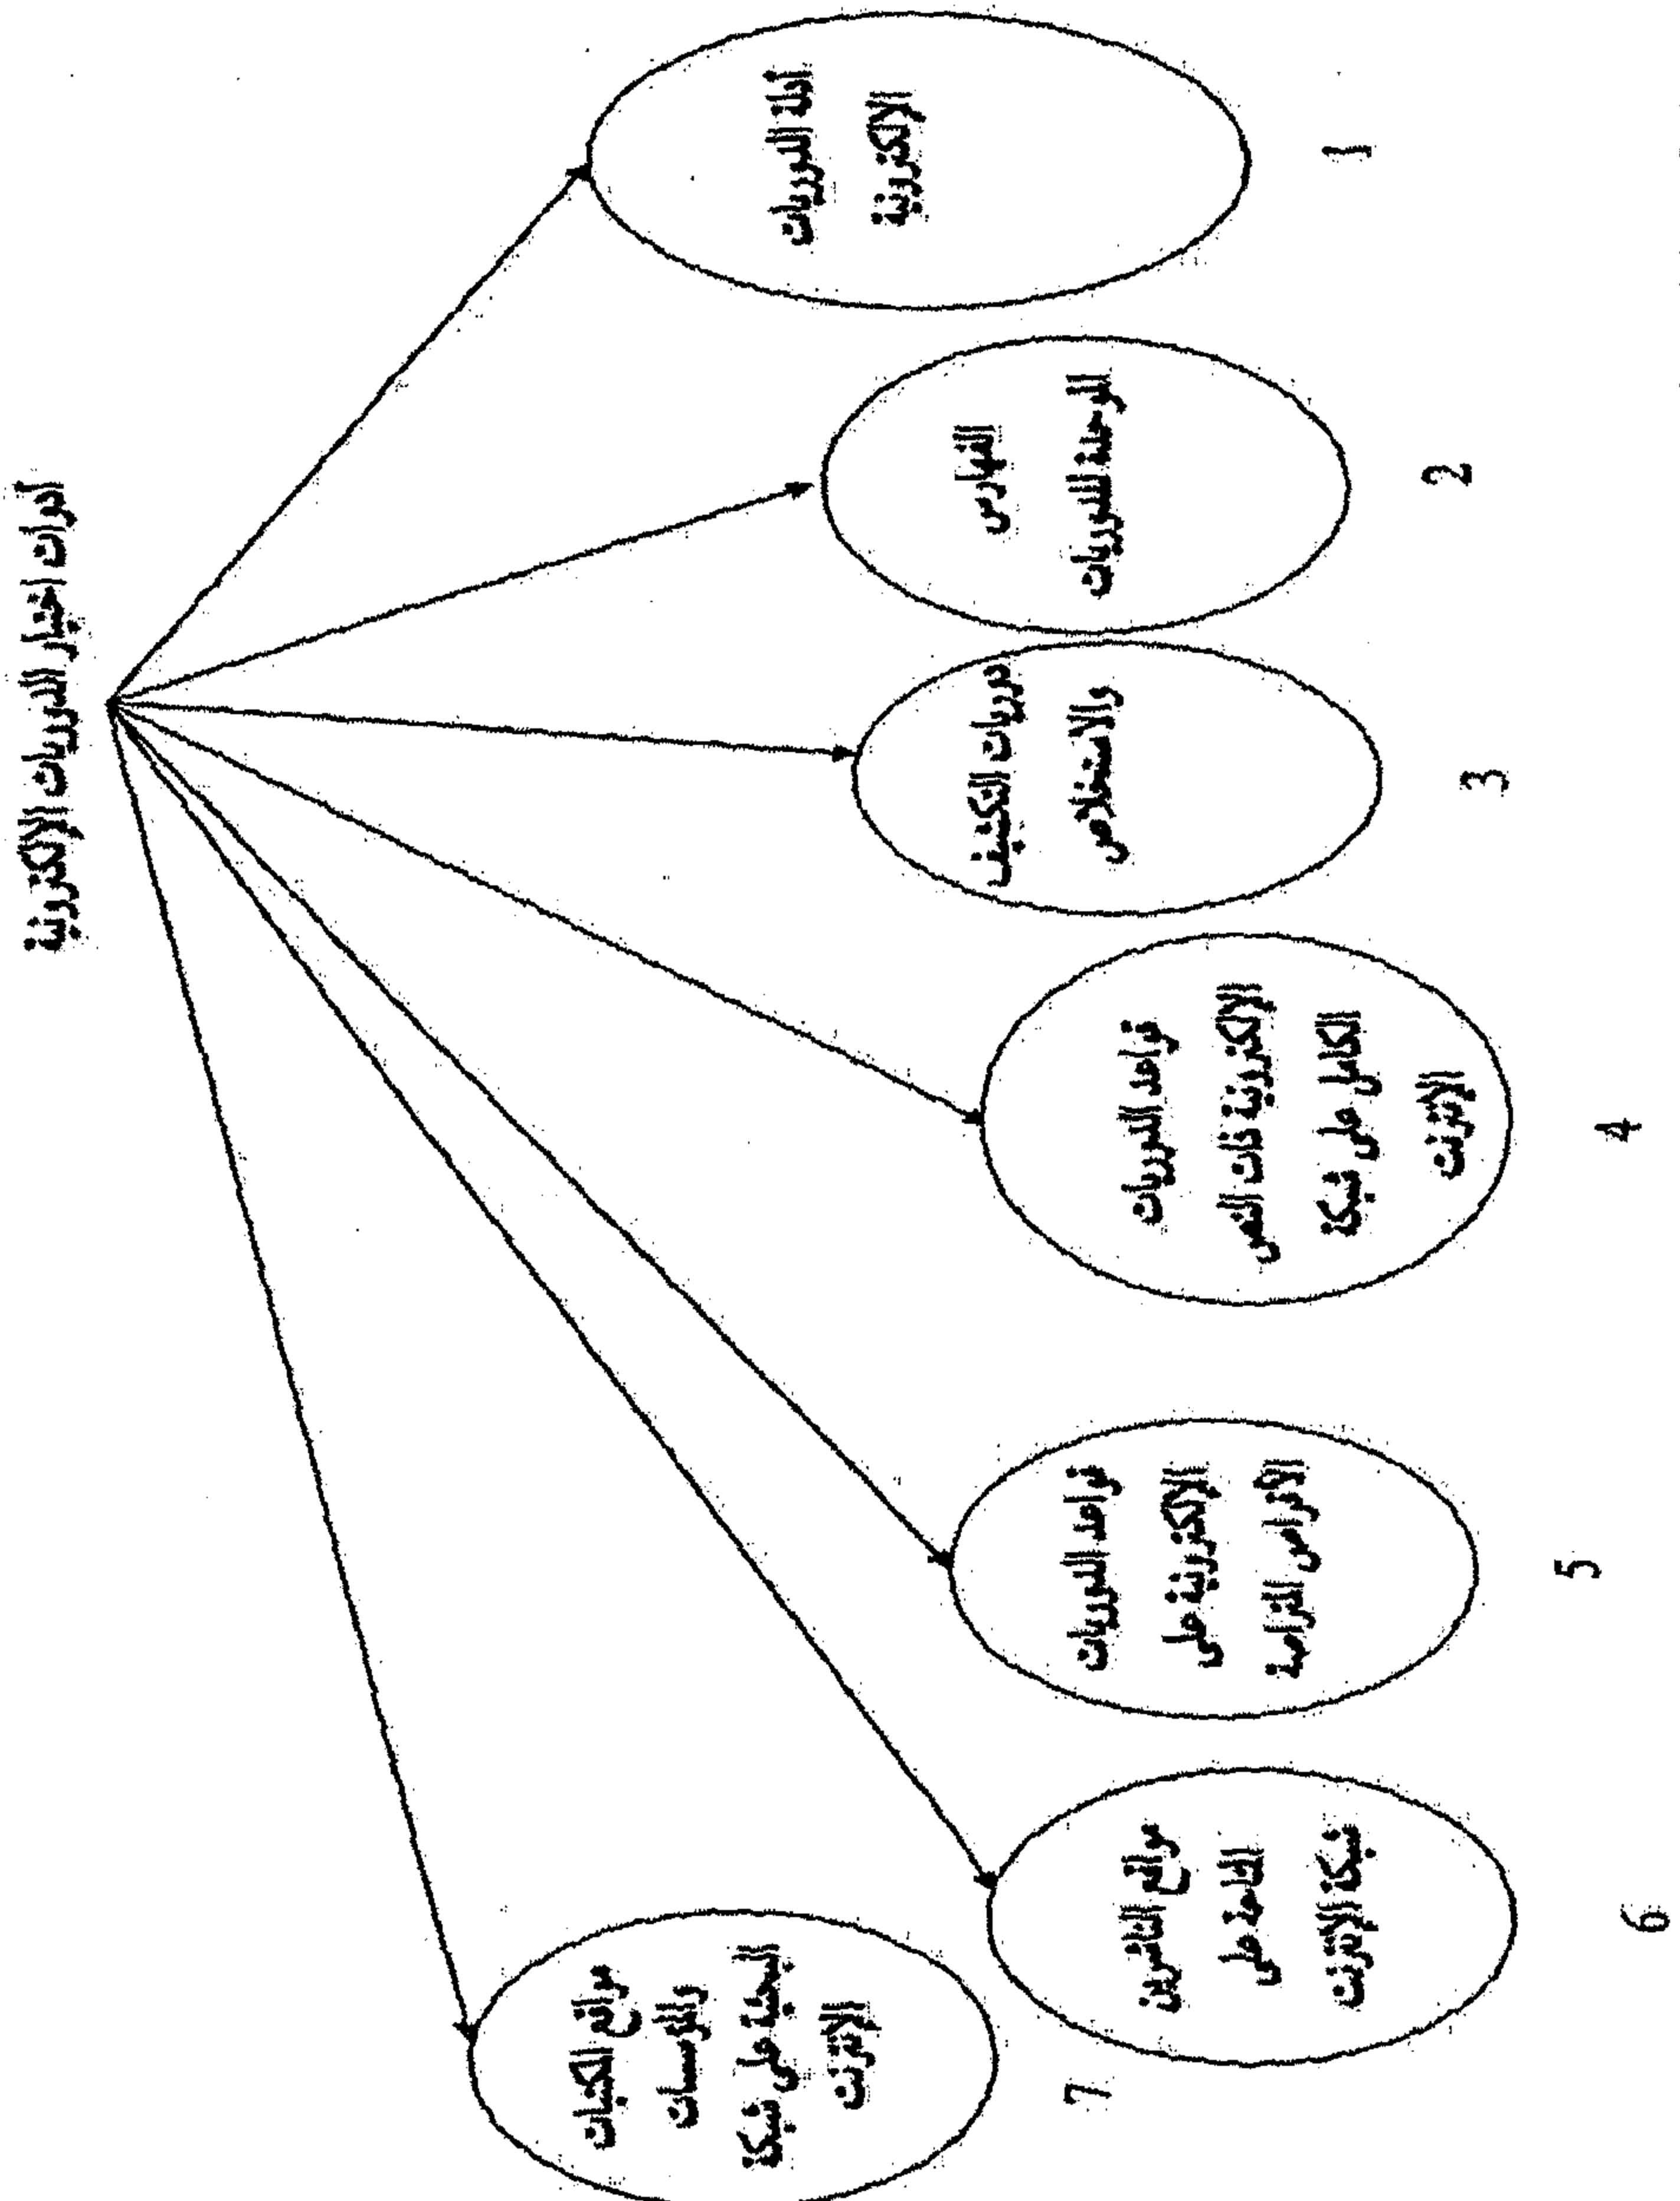 أدوات اختيار الدوريات الإلكترونية
أدلة الدوريات
الإلكترونية
1
الفهارس
الموحدة للدوريات
2
دوريات التكشيف
والاستخلاص
3
قواعد الدوريات
الإلكترونية ذات النص
الكامل على شبكة
الإنترنت
4
قواعد الدوريات
الإلكترونية على
الأقراص المتراصة
5
مواقع الناشرين
المتاحة على
شبكة الإنترنت
6
مواقع المكتبات
والمؤسسات
البحثية على شبكة
الإنترنت
7